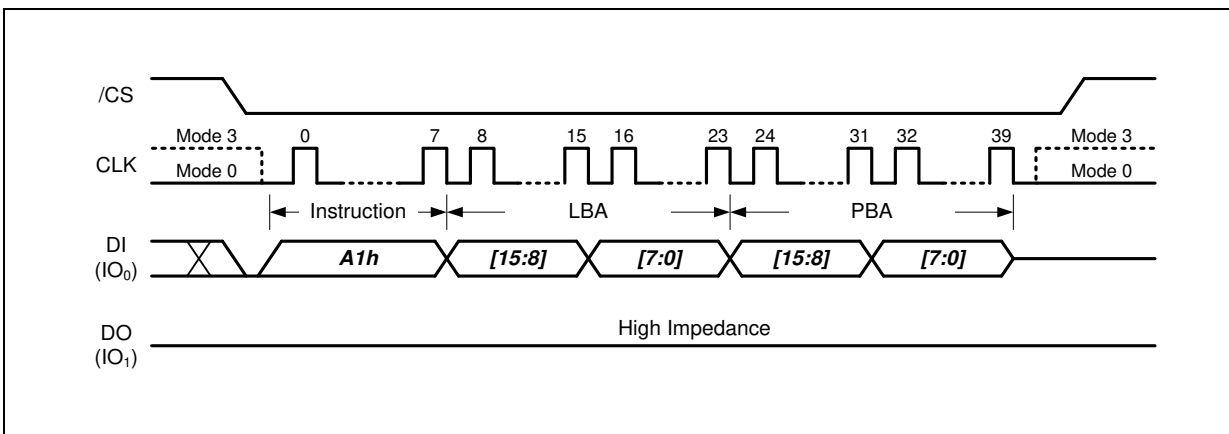 /CS
Mode 3 0 7 8 15 16 23 24 31 32 39 Mode 3
CLK
Mode 0 Mode 0
Instruction LBA PBA
DI
(IO₀)
A1h [15:8] [7:0] [15:8] [7:0]
High Impedance
DO
(IO₁)